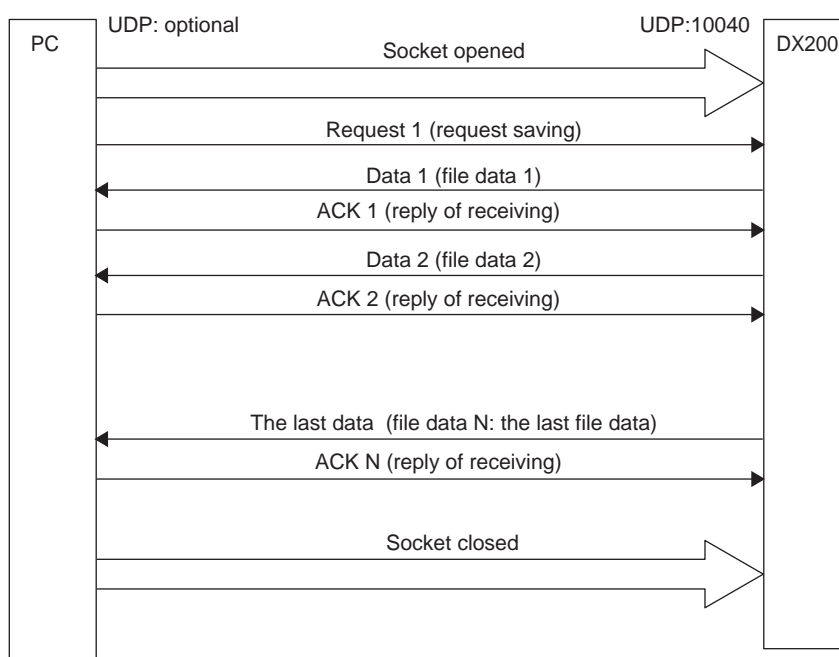 UDP: optional
UDP:10040
PC
DX200
Socket opened
Request 1 (request saving)
Data 1 (file data 1)
ACK 1 (reply of receiving)
Data 2 (file data 2)
ACK 2 (reply of receiving)
The last data (file data N: the last file data)
ACK N (reply of receiving)
Socket closed